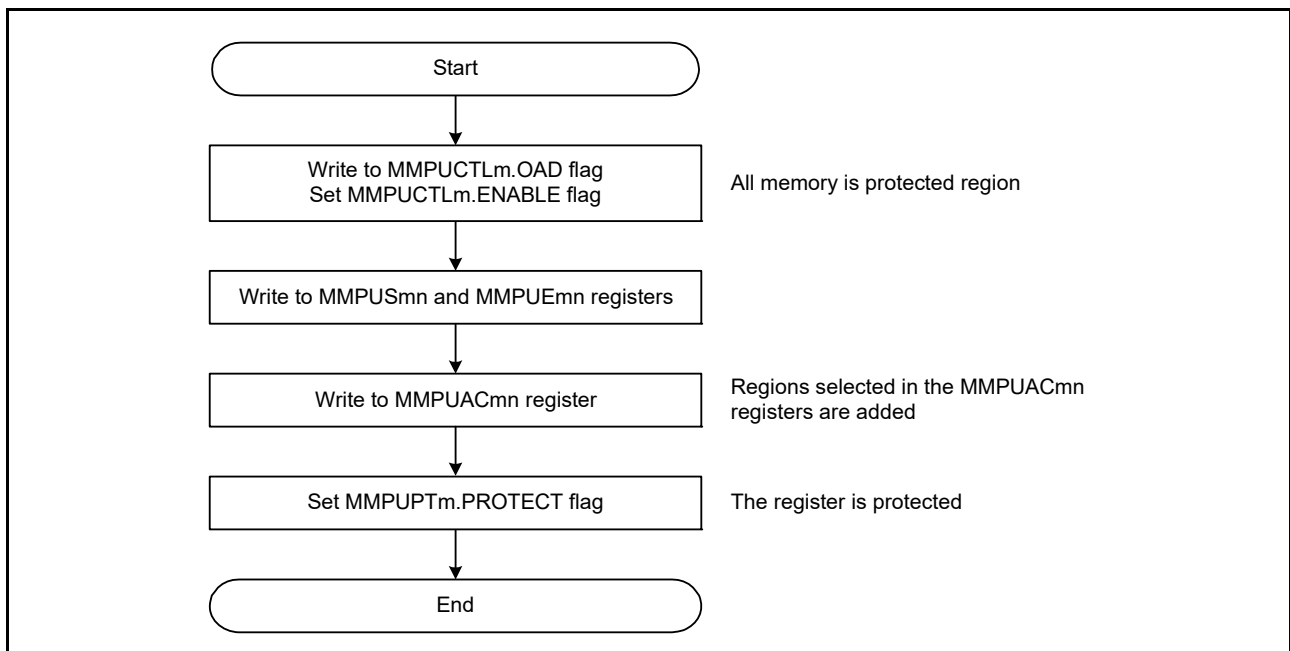 Start
Write to MMPUCTLm.OAD flag
Set MMPUCTLm.ENABLE flag
All memory is protected region
Write to MMPUSmn and MMPUEmn registers
Write to MMPUACmn register
Regions selected in the MMPUACmn
registers are added
Set MMPUPTm.PROTECT flag
The register is protected
End